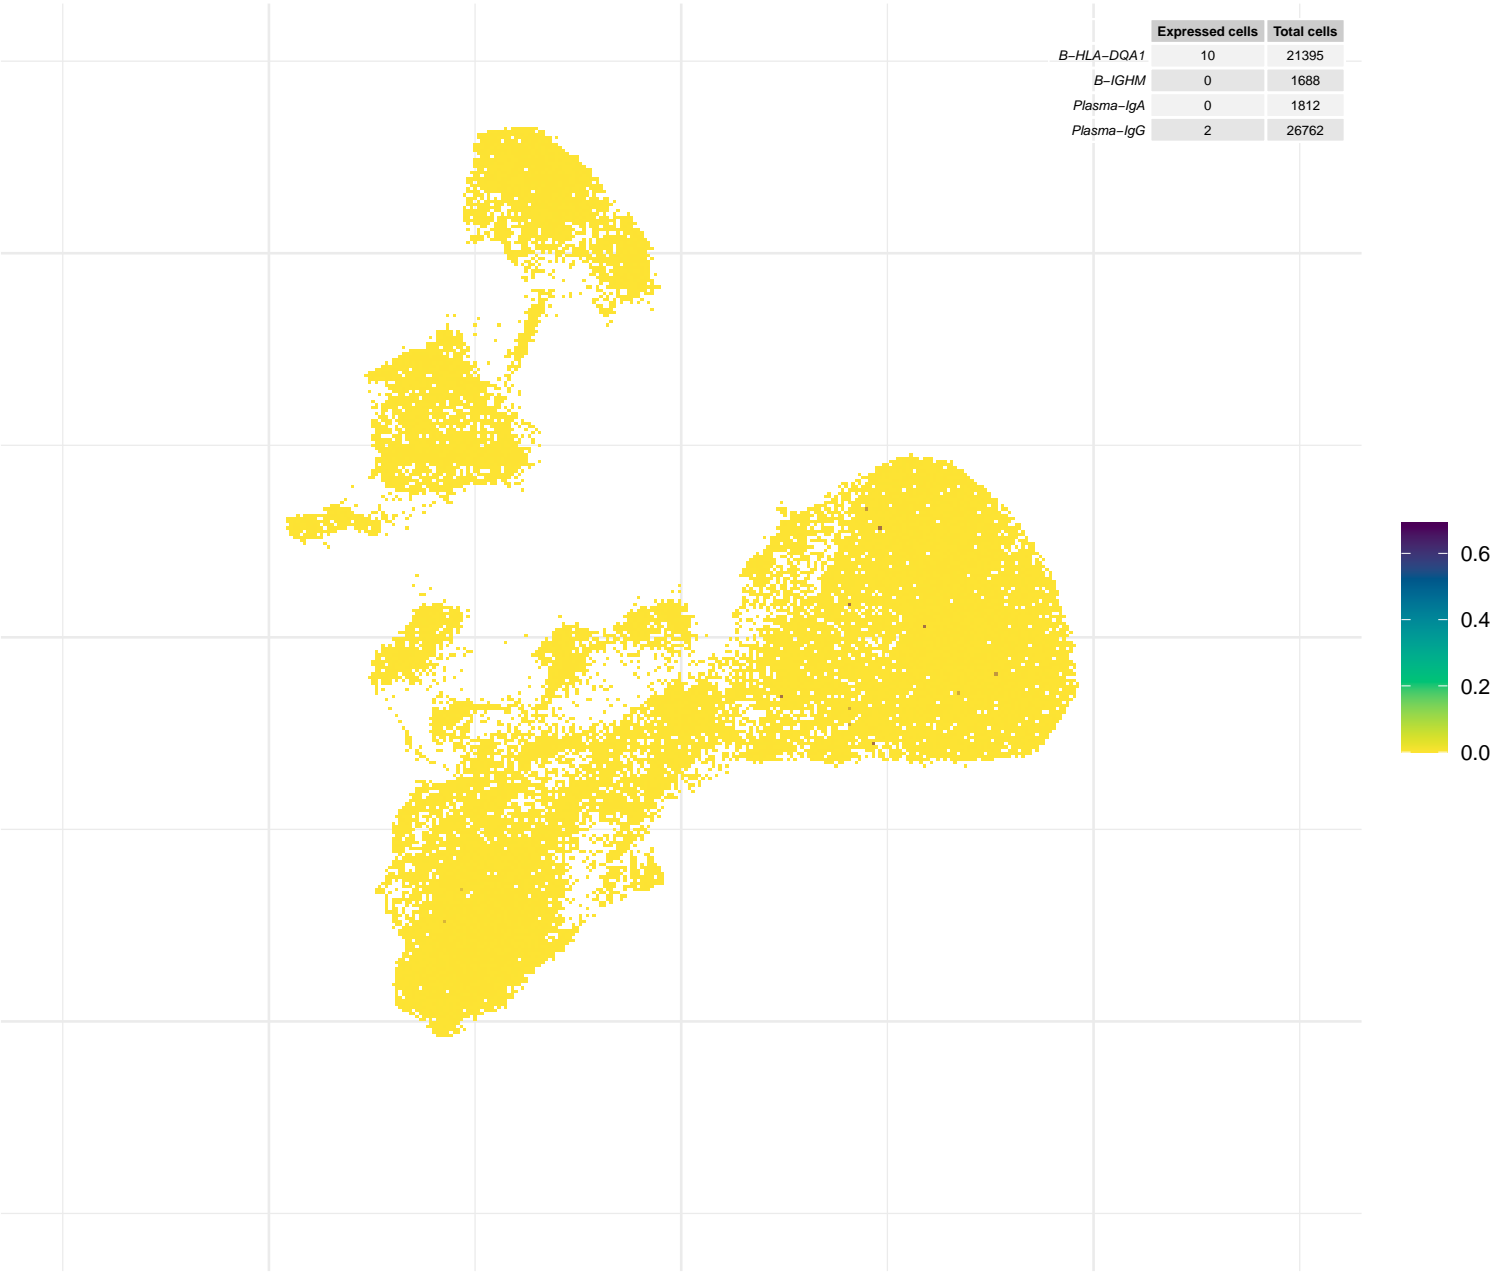 Expressed cells Total cells
B−HLA−DQA1 10 21395
B−IGHM 0 1688
Plasma−IgA 0 1812
Plasma−IgG 2 26762
0.6
0.4
0.2
0.0